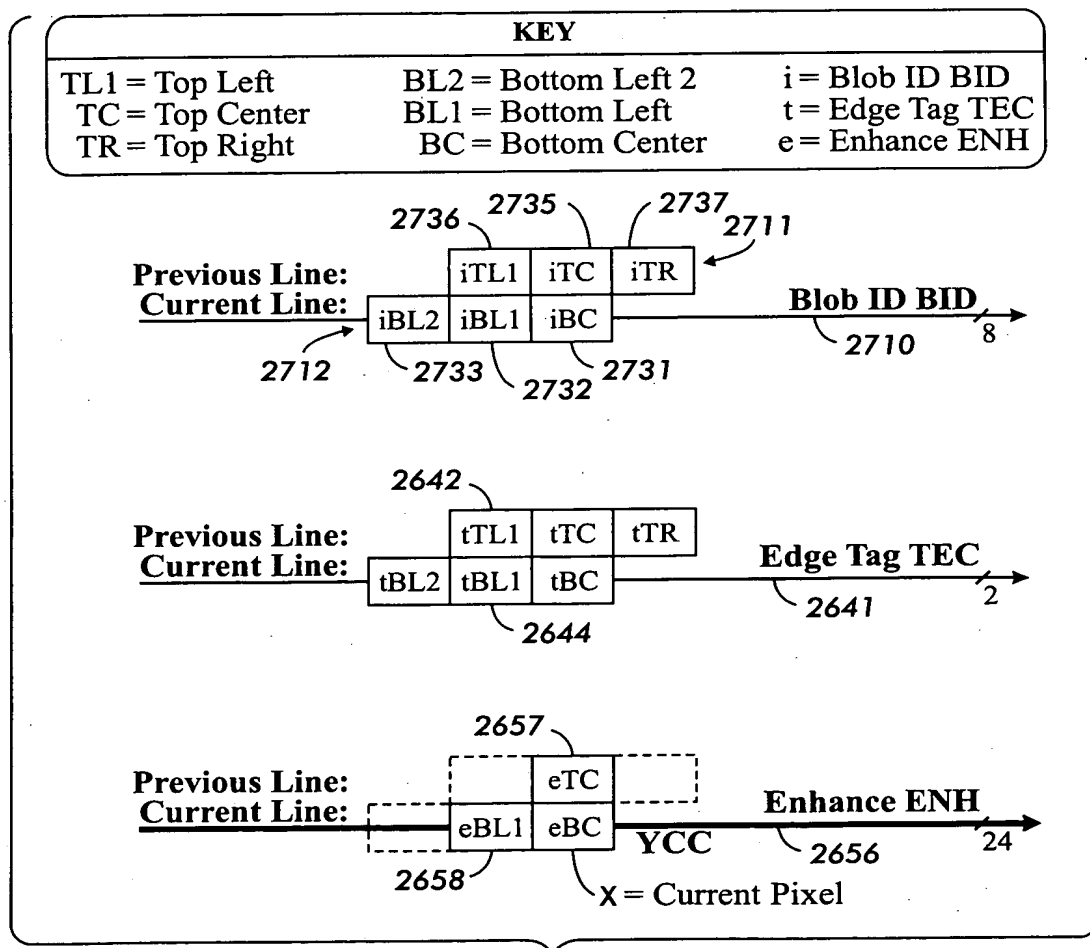 KEY
TL1 = Top Left BL2 = Bottom Left 2 i = Blob ID BID
TC = Top Center BL1 = Bottom Left t = Edge Tag TEC
TR = Top Right BC = Bottom Center e = Enhance ENH
2736 2735 2737 2711
Previous Line: iTL1 iTC iTR
Current Line: iBL2 iBL1 iBC Blob ID BID 8
2712 2733 2732 2731 2710
2642
Previous Line: tTL1 tTC tTR
Current Line: tBL2 tBL1 tBC Edge Tag TEC 2
2644 2641
2657
Previous Line: eTC
Current Line: eBL1 eBC YCC Enhance ENH 24
2658 2656
X = Current Pixel